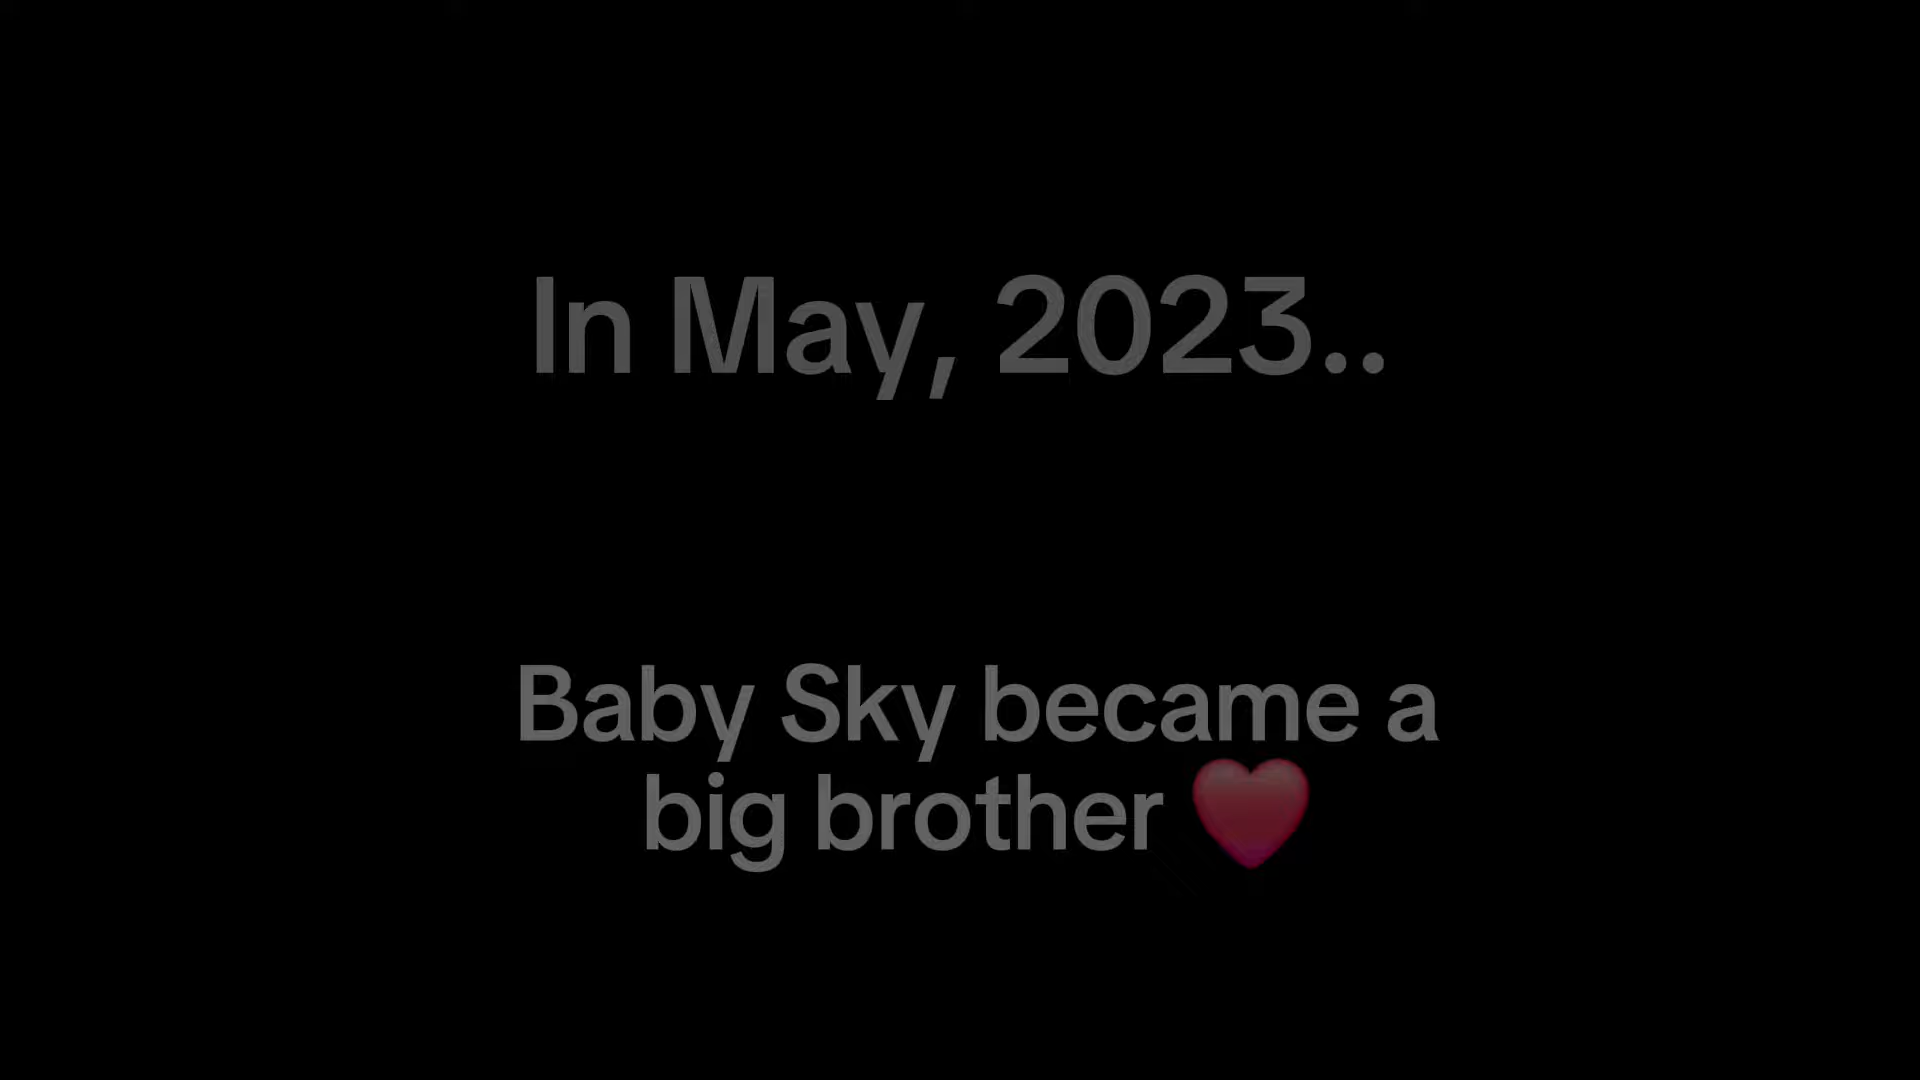 In May, 2023..
Baby Sky became a
big brother ❤️